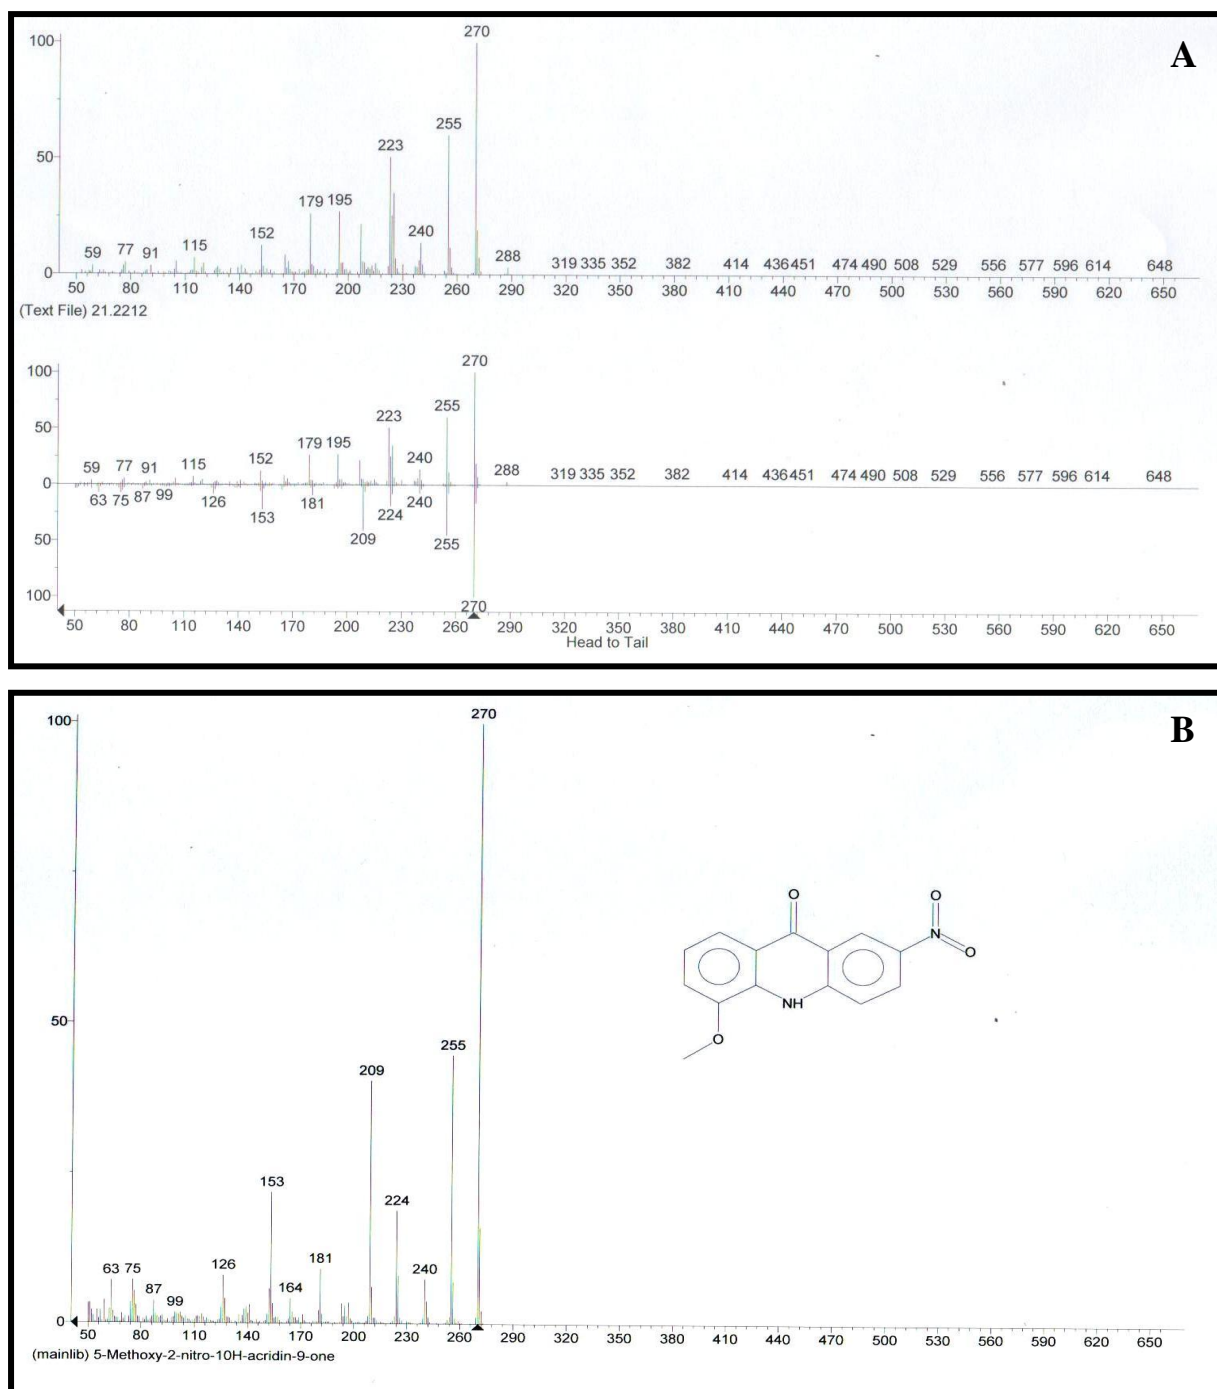 A
100
270
255
50
223
179 195
152
240
115
59 77 91
288
319 335 352 382 414 436 451 474 490 508 529 556 577 596 614 648
0
50 80 110 140 170 200 230 260 290 320 350 380 410 440 470 500 530 560 590 620 650
(Text File) 21.2212
270
100
255
223
50
179 195
152
240
115
59 77 91
288
319 335 352 382 414 436 451 474 490 508 529 556 577 596 614 648
0
63 75 87 99 126 181 240
153 224
209 255
50
100
270
50 80 110 140 170 200 230 260 290 320 350 380 410 440 470 500 530 560 590 620 650
Head to Tail
B
270
100
O
O
N
O
NH
O
50
255
209
153
224
181
126
63 75
240
164
87
99
0
50 80 110 140 170 200 230 260 290 320 350 380 410 440 470 500 530 560 590 620 650
(mainlib) 5-Methoxy-2-nitro-10H-acridin-9-one